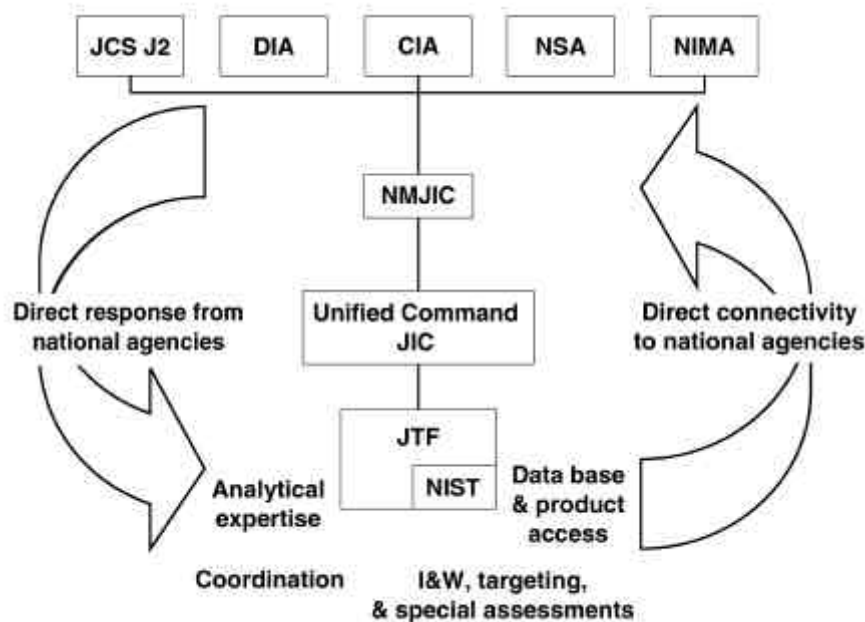 JCS J2
DIA
CIA
NSA
NIMA
NMJIC
Direct response from
national agencies
Unified Command
JIC
Direct connectivity
to national agencies
JTF
NIST
Analytical
expertise
Data base
& product
access
Coordination
I&W, targeting,
& special assessments